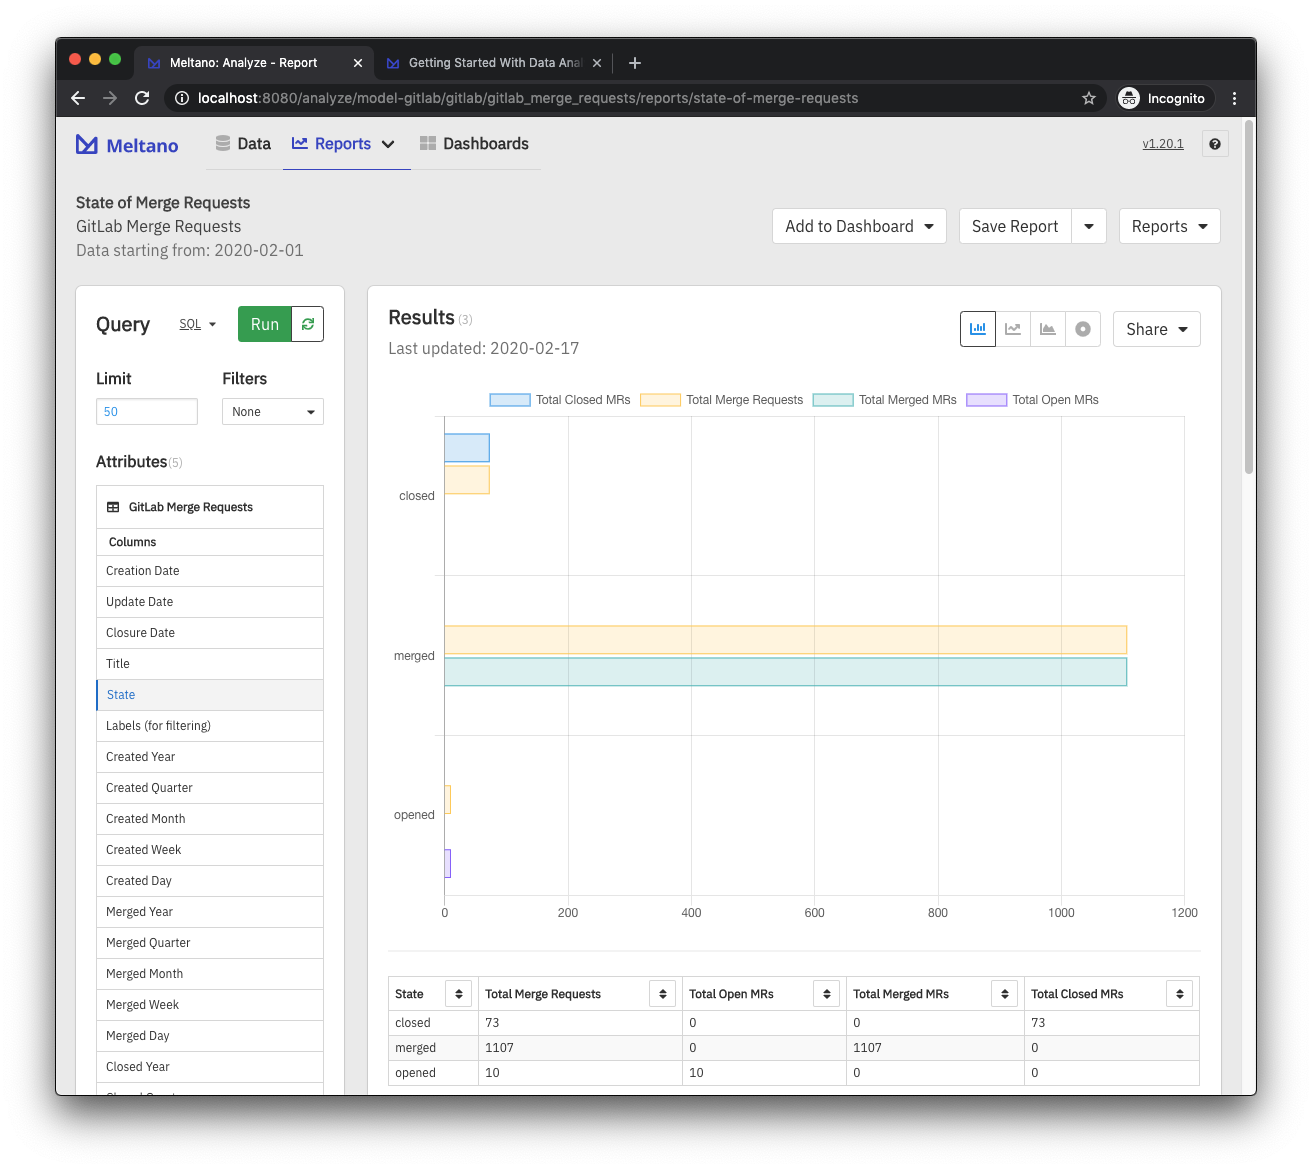 Meltano: Analyze - Report
Getting Started With Data Ana
localhost:8080/analyze/model-gitlab/gitlab/gitlab_merge_requests/reports/state-of-merge-requests
Incognito
Meltano
Data
Reports
Dashboards
v1.20.1
State of Merge Requests
GitLab Merge Requests
Data starting from: 2020-02-01
Add to Dashboard
Save Report
Reports
Query
SQL
Run
Limit
Filters
50
None
Attributes(5)
GitLab Merge Requests
Columns
Creation Date
Update Date
Closure Date
Title
State
Labels (for filtering)
Created Year
Created Quarter
Created Month
Created Week
Created Day
Merged Year
Merged Quarter
Merged Month
Merged Week
Merged Day
Closed Year
Results (3)
Last updated: 2020-02-17
Share
Total Closed MRs Total Merge Requests Total Merged MRs Total Open MRs
closed
merged
opened
0 200 400 600 800 1000 1200
State Total Merge Requests Total Open MRs Total Merged MRs Total Closed MRs
closed 73 0 0 73
merged 1107 0 1107 0
opened 10 10 0 0